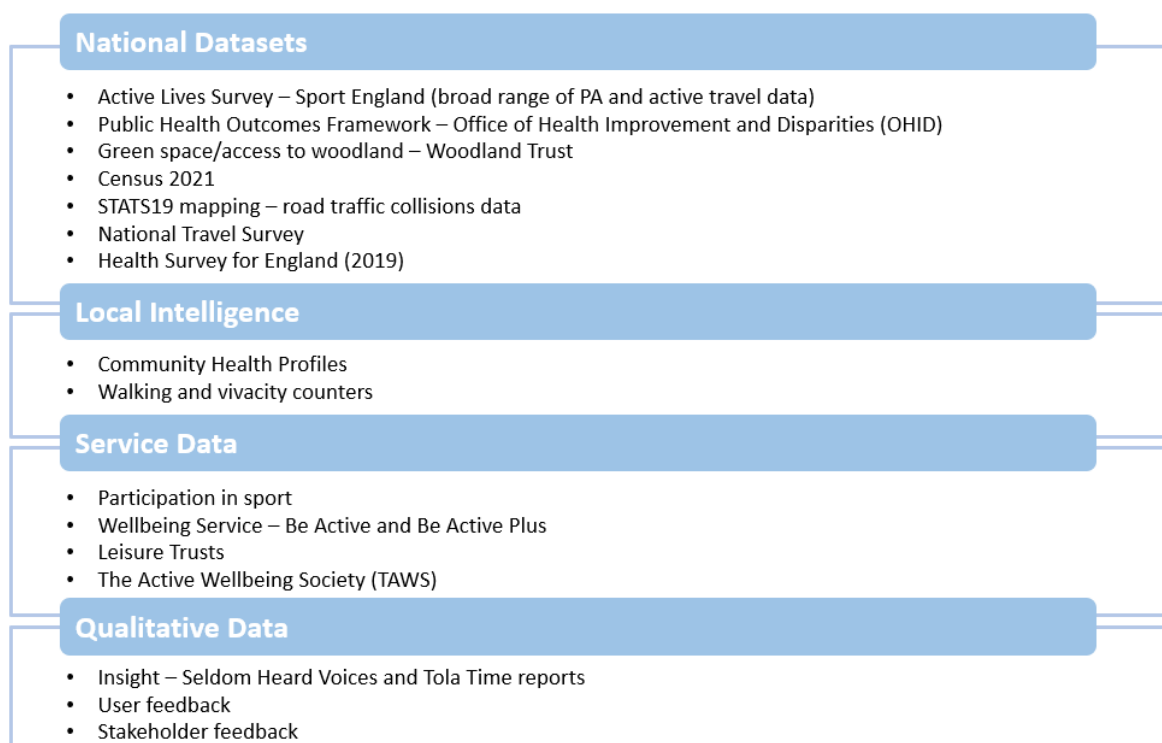 National Datasets
• Active Lives Survey – Sport England (broad range of PA and active travel data)
• Public Health Outcomes Framework – Office of Health Improvement and Disparities (OHID)
• Green space/access to woodland – Woodland Trust
• Census 2021
• STATS19 mapping – road traffic collisions data
• National Travel Survey
• Health Survey for England (2019)
Local Intelligence
• Community Health Profiles
• Walking and vivacity counters
Service Data
• Participation in sport
• Wellbeing Service – Be Active and Be Active Plus
• Leisure Trusts
• The Active Wellbeing Society (TAWS)
Qualitative Data
• Insight – Seldom Heard Voices and Tola Time reports
• User feedback
• Stakeholder feedback